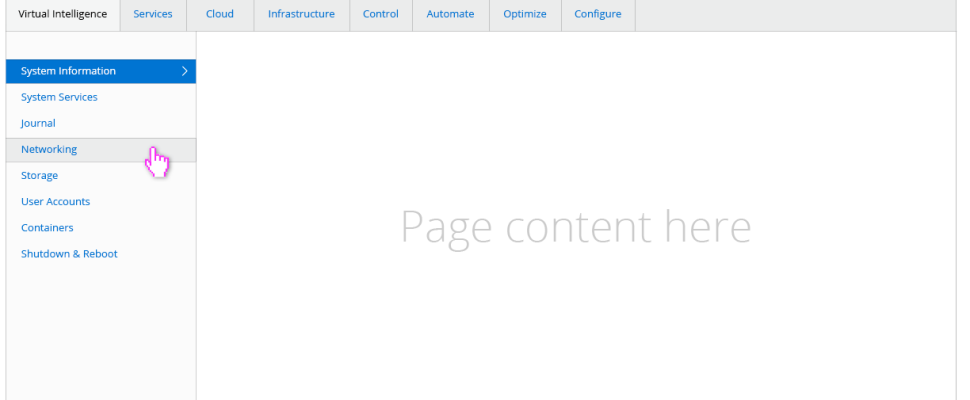 Virtual Intelligence Services Cloud Infrastructure Control Automate Optimize Configure
System Information
System Services
Journal
Networking
Storage
User Accounts
Containers
Shutdown & Reboot
Page content here